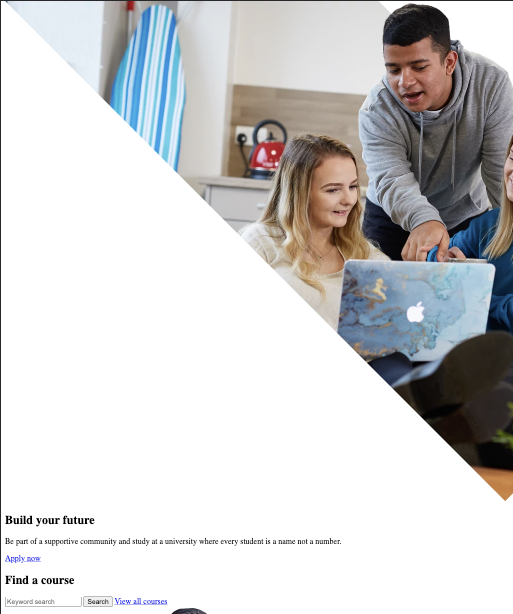 Build your future
Be part of a supportive community and study at a university where every student is a name not a number.
Apply now
Find a course
Keyword search Search View all courses